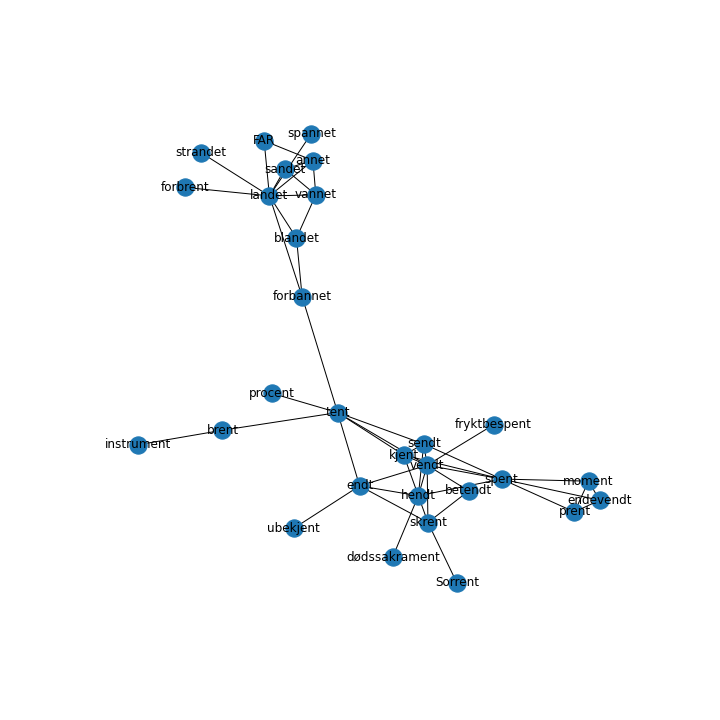 spannet
FAR
strandet
annet
sandet
forbrent
landet
vannet
blandet
forbannet
procent
tent
fryktbespent
brent
instrument
sendt
kjent
vendt
spent
moment
endt
betendt
hendt
endevendt
prent
skrent
ubekjent
dødssakrament
Sorrent